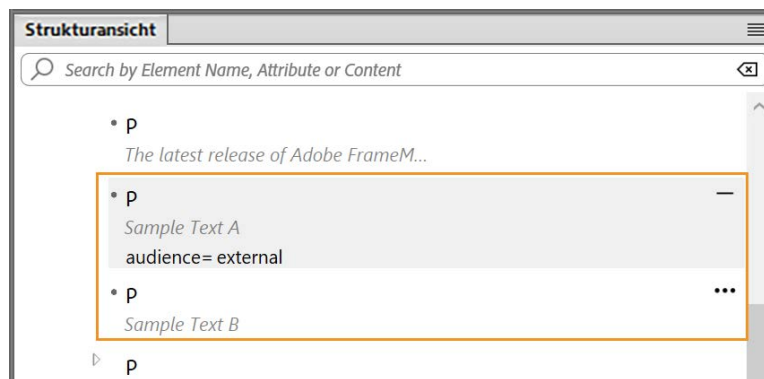 Strukturansicht
Search by Element Name, Attribute or Content
p
The latest release of Adobe FrameM...
p
Sample Text A
audience= external
p
Sample Text B
p